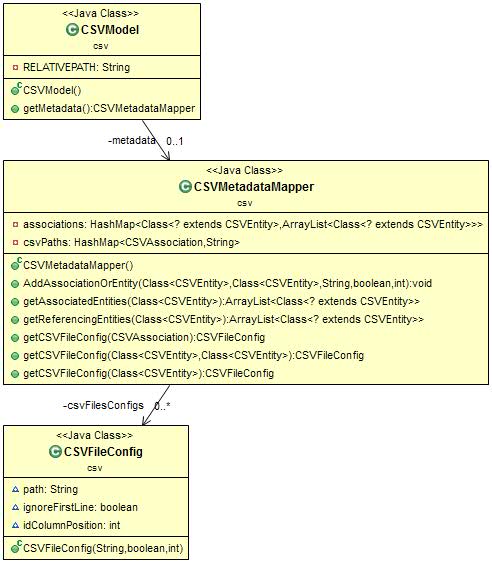 <<Java Class>>
CSVModel
csv
RELATIVEPATH: String
CSVModel()
getMetadata():CSVMetadataMapper
-metadata 0..1
<<Java Class>>
CSVMetadataMapper
csv
associations: HashMap<Class<? extends CSVEntity>,ArrayList<Class<? extends CSVEntity>>>
csvPaths: HashMap<CSVAssociation,String>
CSVMetadataMapper()
AddAssociationOrEntity(Class<CSVEntity>,Class<CSVEntity>,String,boolean,int):void
getAssociatedEntities(Class<CSVEntity>):ArrayList<Class<? extends CSVEntity>>
getReferencingEntities(Class<CSVEntity>):ArrayList<Class<? extends CSVEntity>>
getCSVFileConfig(CSVAssociation):CSVFileConfig
getCSVFileConfig(Class<CSVEntity>,Class<CSVEntity>):CSVFileConfig
getCSVFileConfig(Class<CSVEntity>):CSVFileConfig
-csvFilesConfigs 0..*
<<Java Class>>
CSVFileConfig
csv
path: String
ignoreFirstLine: boolean
idColumnPosition: int
CSVFileConfig(String,boolean,int)